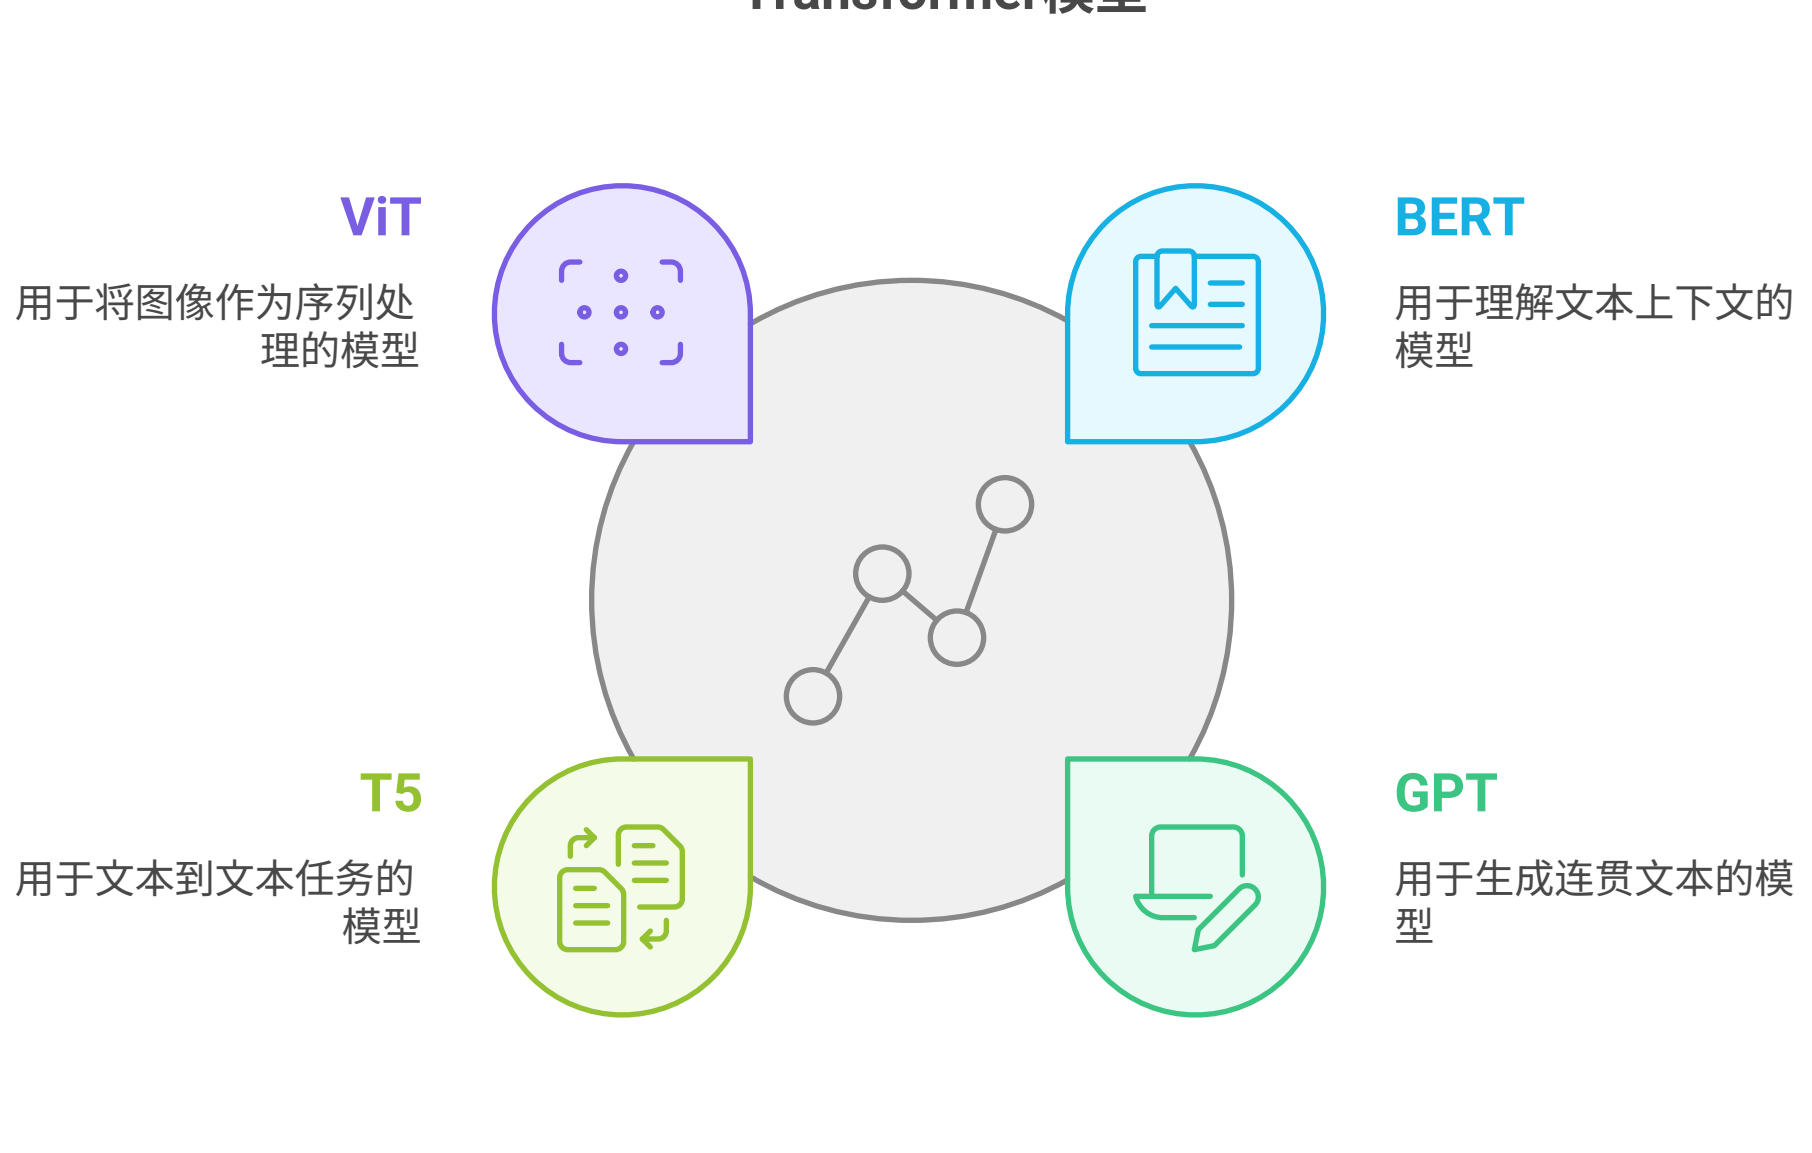 Transformer模型
ViT
用于将图像作为序列处
理的模型
BERT
用于理解文本上下文的
模型
T5
用于文本到文本任务的
模型
GPT
用于生成连贯文本的模
型